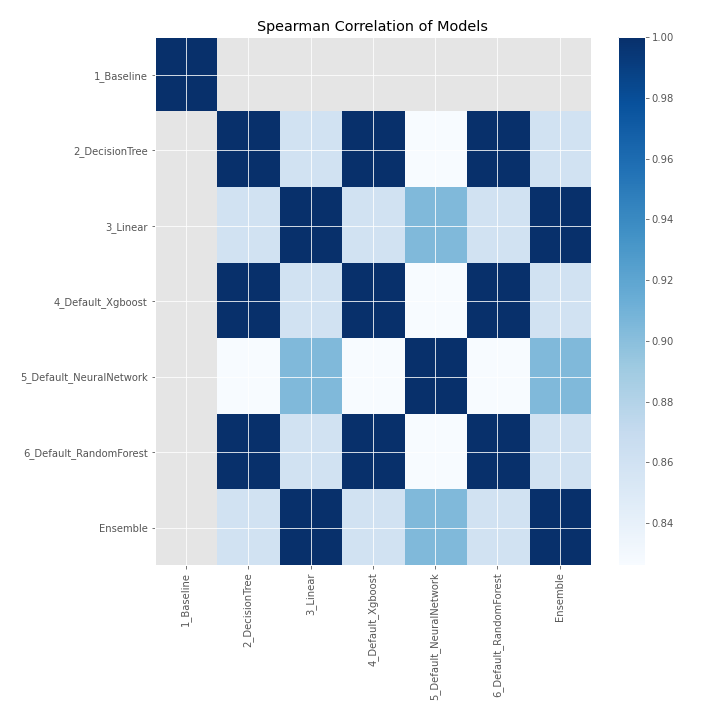 Spearman Correlation of Models
1_Baseline
2_DecisionTree
3_Linear
4_Default_Xgboost
5_Default_NeuralNetwork
6_Default_RandomForest
Ensemble
1_Baseline
2_DecisionTree
3_Linear
4_Default_Xgboost
5_Default_NeuralNetwork
6_Default_RandomForest
Ensemble
1.00
0.98
0.96
0.94
0.92
0.90
0.88
0.86
0.84